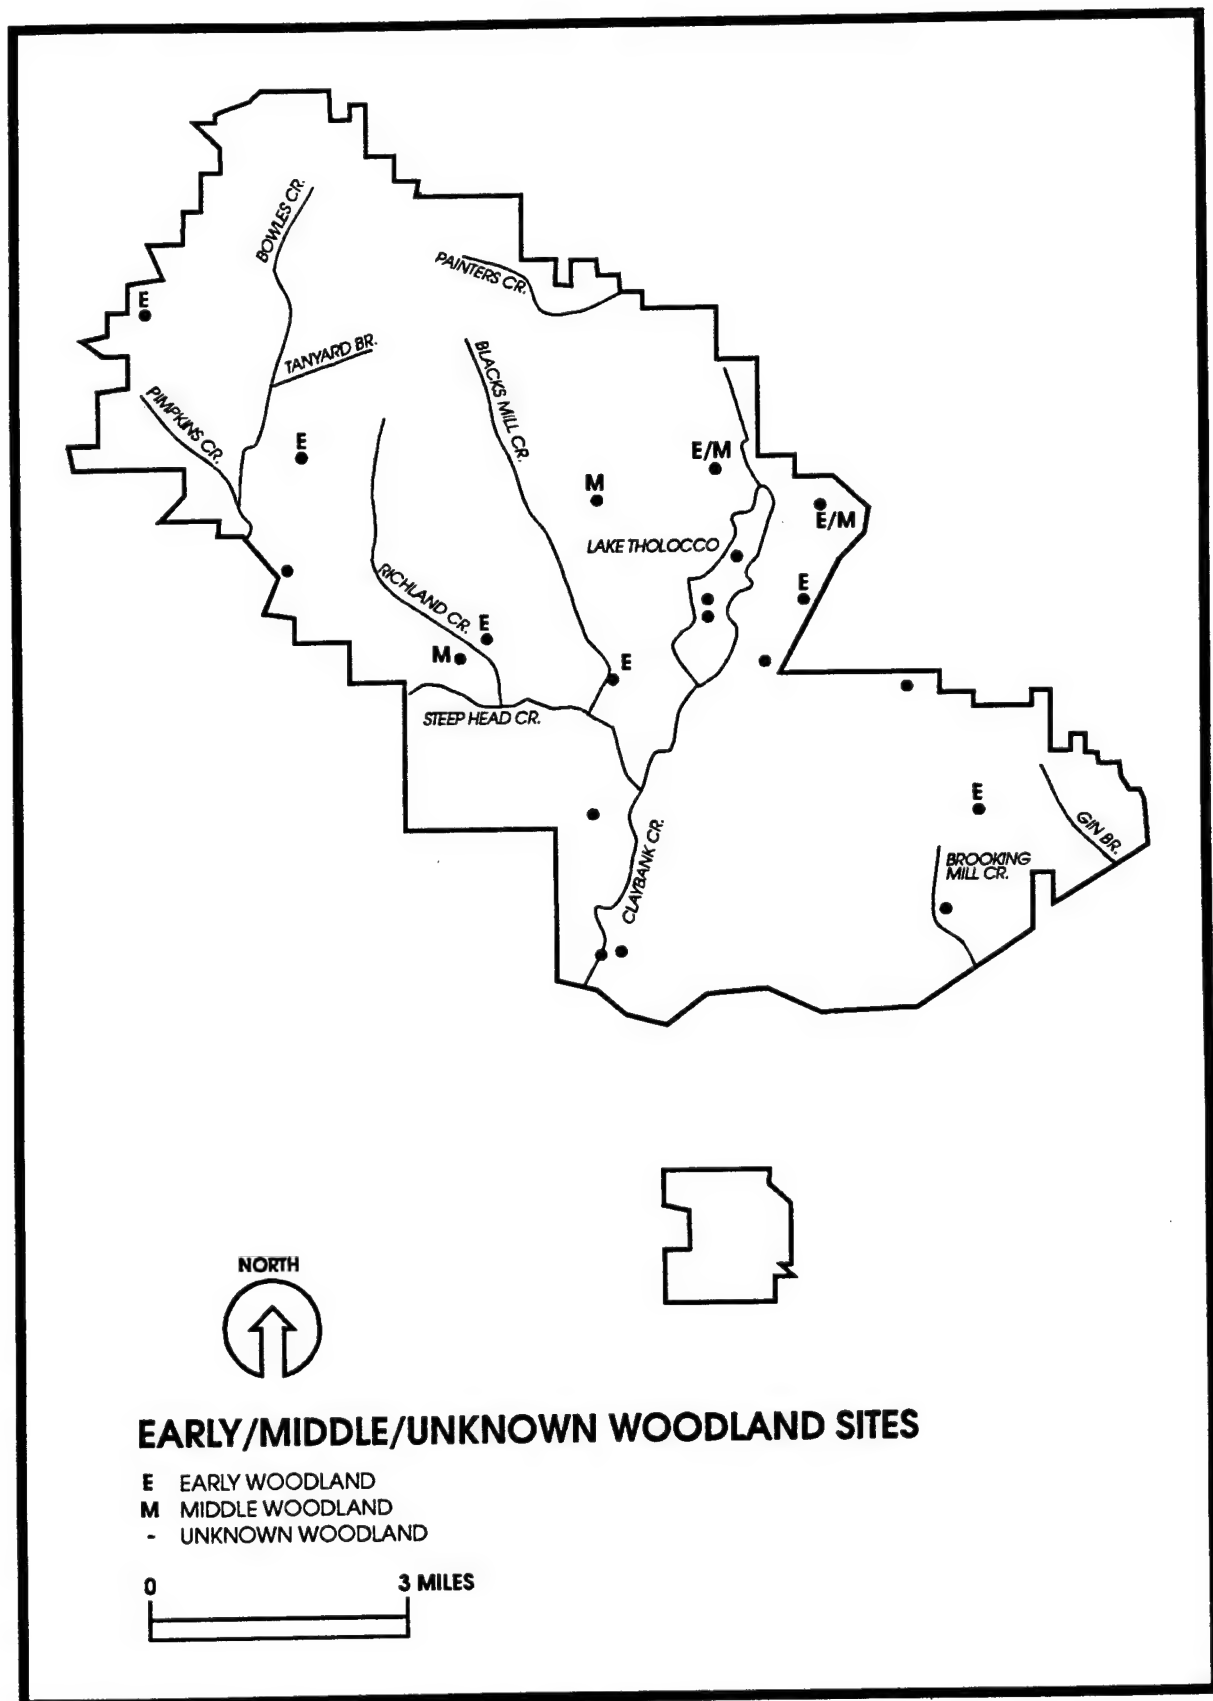 BOWLES CR.
PAINTERS CR.
E
TANYARD BR.
BLACKS MILL CR.
PIMPKINS CR.
E
E/M
M
E/M
LAKE THOLOCCO
RICHLAND CR.
E
E
M
E
STEEP HEAD CR.
E
GIN BR.
CLAYBANK CR.
BROOKING
MILL CR.
NORTH
EARLY/MIDDLE/UNKNOWN WOODLAND SITES
E EARLY WOODLAND
M MIDDLE WOODLAND
- UNKNOWN WOODLAND
0 3 MILES